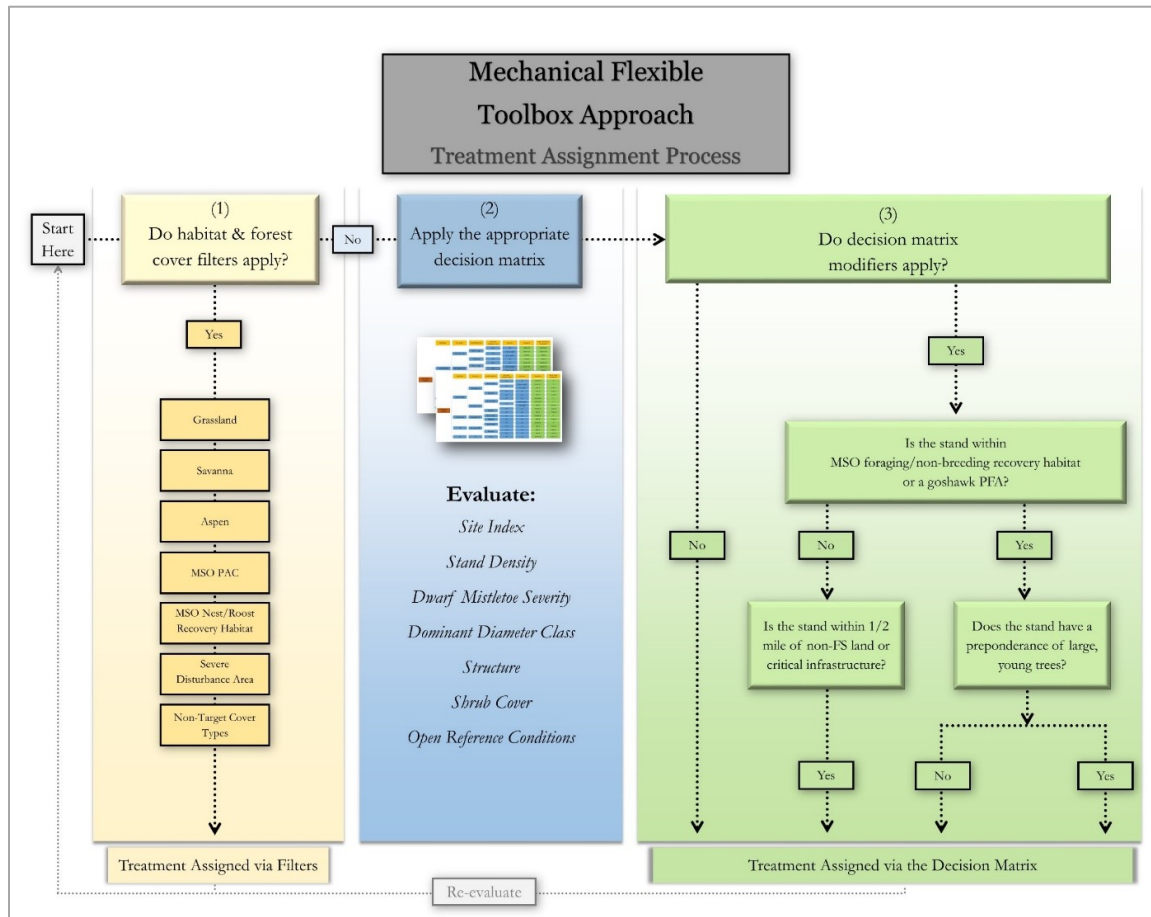 Mechanical Flexible
Toolbox Approach
Treatment Assignment Process
Start
Here
(1)
Do habitat & forest
cover filters apply?
No
Yes
Grassland
Savanna
Aspen
MSO PAC
MSO Nest/Roost
Recovery Habitat
Severe
Disturbance Area
Non-Target Cover
Types
Treatment Assigned via Filters
(2)
Apply the appropriate
decision matrix
Evaluate:
Site Index
Stand Density
Dwarf Mistletoe Severity
Dominant Diameter Class
Structure
Shrub Cover
Open Reference Conditions
(3)
Do decision matrix
modifiers apply?
Yes
Is the stand within
MSO foraging/non-breeding recovery habitat
or a goshawk PFA?
No
No
Yes
Is the stand within 1/2
mile of non-FS land or
critical infrastructure?
Does the stand have a
preponderance of large,
young trees?
Yes
No
Yes
Treatment Assigned via the Decision Matrix
Re-evaluate